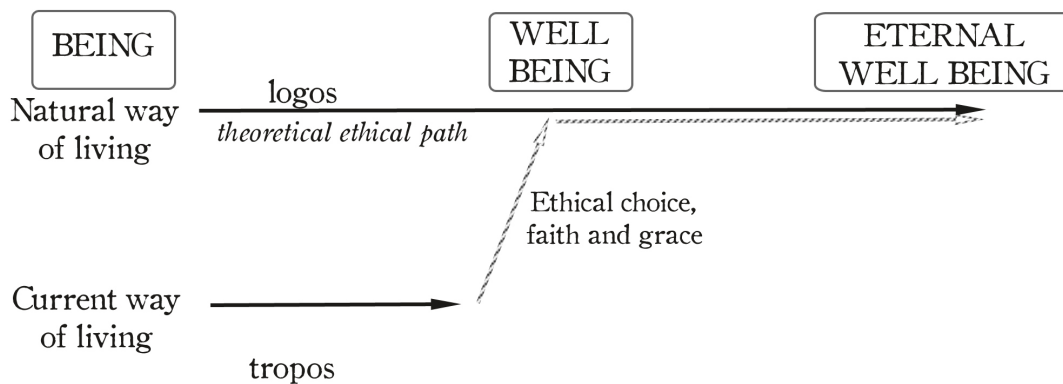 BEING
WELL
BEING
ETERNAL
WELL BEING
Natural way
of living
logos
theoretical ethical path
Ethical choice,
faith and grace
Current way
of living
tropos